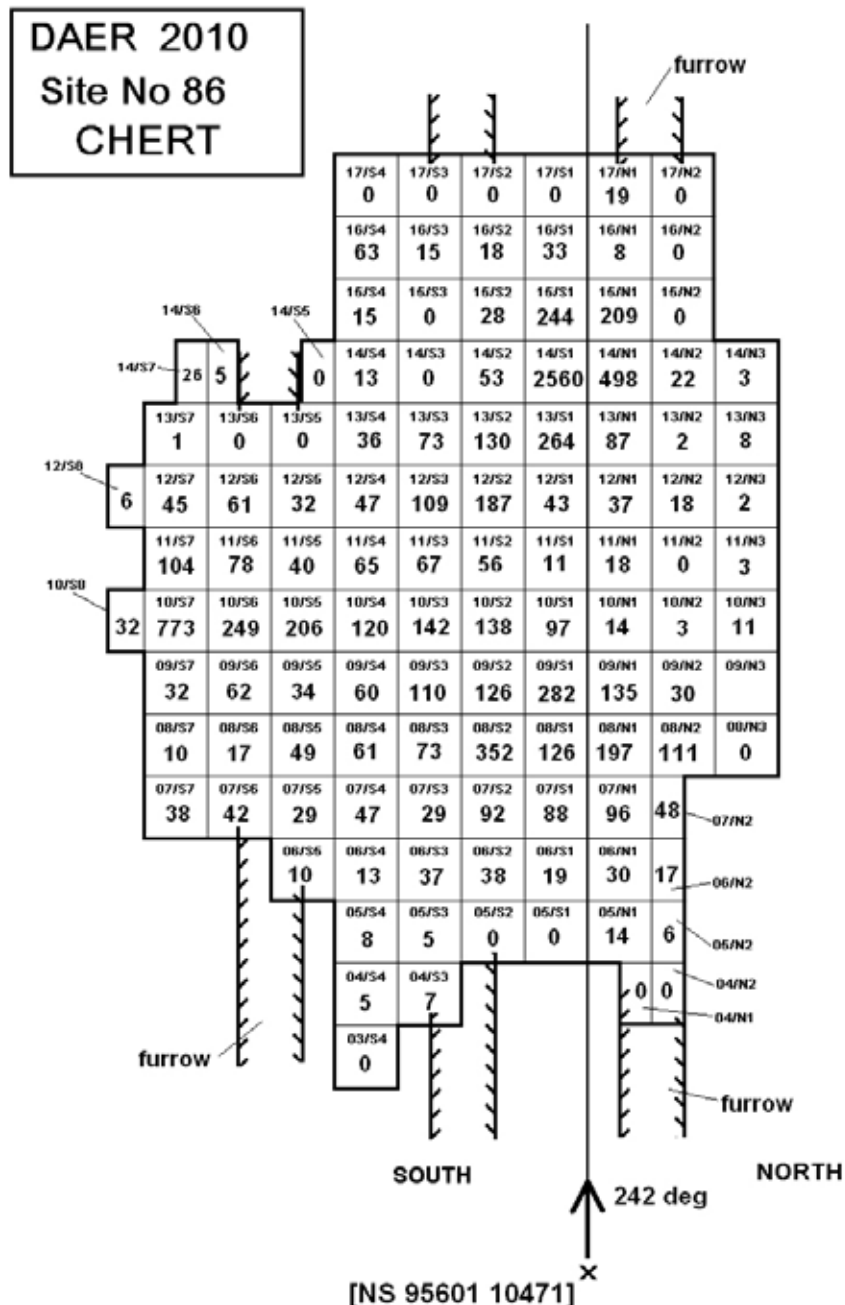 DAER 2010
Site No 86
CHERT
furrow
17/S4 17/S3 17/S2 17/S1 17/N1 17/N2
0 0 0 0 19 0
16/S4 16/S3 16/S2 16/S1 16/N1 16/N2
63 15 18 33 8 0
16/S4 16/S3 16/S2 16/S1 16/N1 16/N2
15 0 28 244 209 0
14/S6 14/S5
14/S7 14/S4 14/S3 14/S2 14/S1 14/N1 14/N2 14/N3
26 5 0 13 0 53 2560 498 22 3
13/S7 13/S6 13/S5 13/S4 13/S3 13/S2 13/S1 13/N1 13/N2 13/N3
1 0 0 36 73 130 264 87 2 8
12/S8
12/S7 12/S6 12/S5 12/S4 12/S3 12/S2 12/S1 12/N1 12/N2 12/N3
6 45 61 32 47 109 187 43 37 18 2
11/S7 11/S6 11/S5 11/S4 11/S3 11/S2 11/S1 11/N1 11/N2 11/N3
104 78 40 65 67 56 11 18 0 3
10/S8
10/S7 10/S6 10/S5 10/S4 10/S3 10/S2 10/S1 10/N1 10/N2 10/N3
32 773 249 206 120 142 138 97 14 3 11
09/S7 09/S6 09/S5 09/S4 09/S3 09/S2 09/S1 09/N1 09/N2 09/N3
32 62 34 60 110 126 282 135 30
08/S7 08/S6 08/S5 08/S4 08/S3 08/S2 08/S1 08/N1 08/N2 08/N3
10 17 49 61 73 352 126 197 111 0
07/S7 07/S6 07/S5 07/S4 07/S3 07/S2 07/S1 07/N1
38 42 29 47 29 92 88 96 48 07/N2
06/S5 06/S4 06/S3 06/S2 06/S1 06/N1
10 13 37 38 19 30 17 06/N2
05/S4 05/S3 05/S2 05/S1 05/N1
8 5 0 0 14 6 05/N2
04/S4 04/S3 04/N2
5 7 0 0
04/N1
03/S4
0
furrow
furrow
SOUTH NORTH
242 deg
[NS 95601 10471] ×